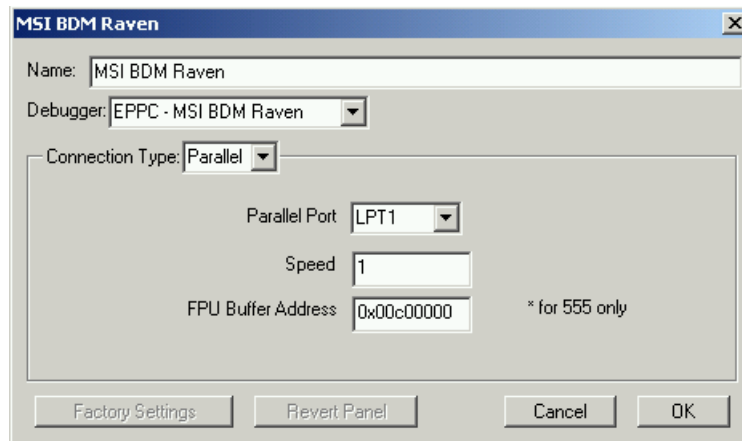 MSI BDM Raven
Name: MSI BDM Raven
Debugger: EPPC - MSI BDM Raven
Connection Type: Parallel
Parallel Port LPT1
Speed 1
FPU Buffer Address 0x00c00000 * for 555 only
Factory Settings Revert Panel Cancel OK